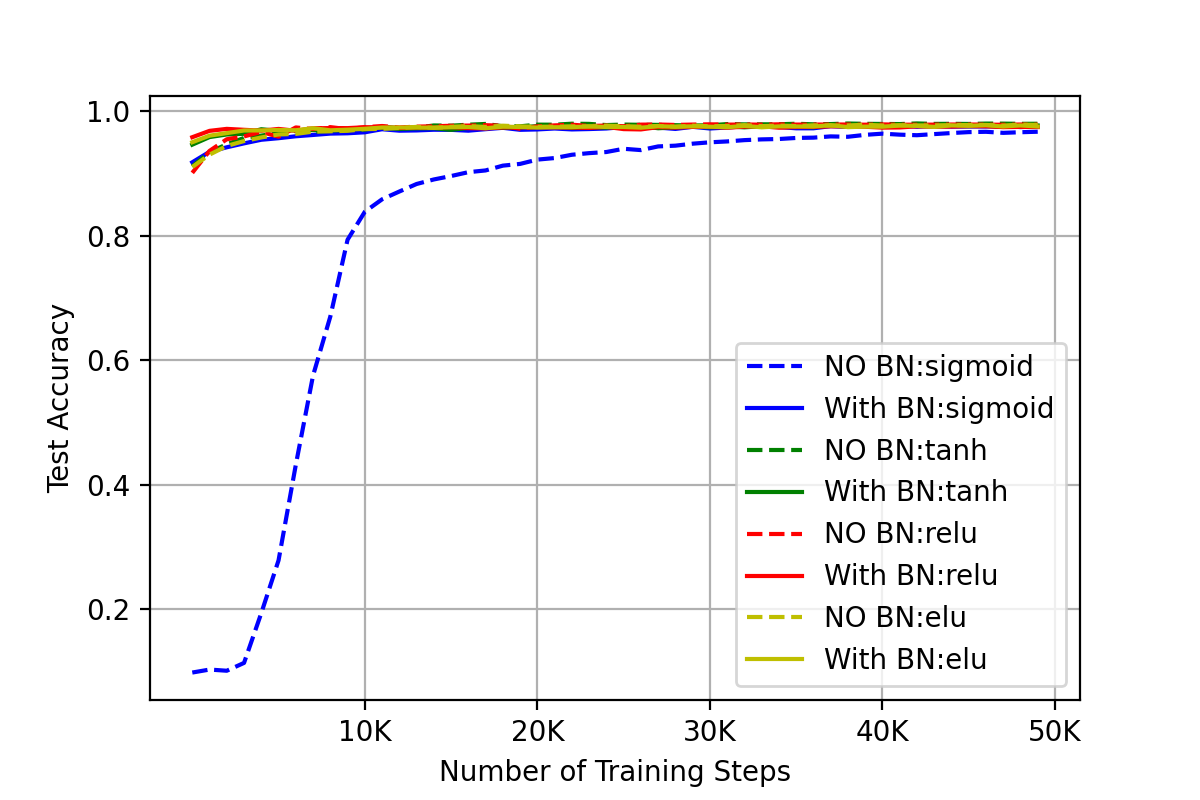 1.0
0.8
0.6
0.4
0.2
Test Accuracy
NO BN:sigmoid
With BN:sigmoid
NO BN:tanh
With BN:tanh
NO BN:relu
With BN:relu
NO BN:elu
With BN:elu
10K 20K 30K 40K 50K
Number of Training Steps